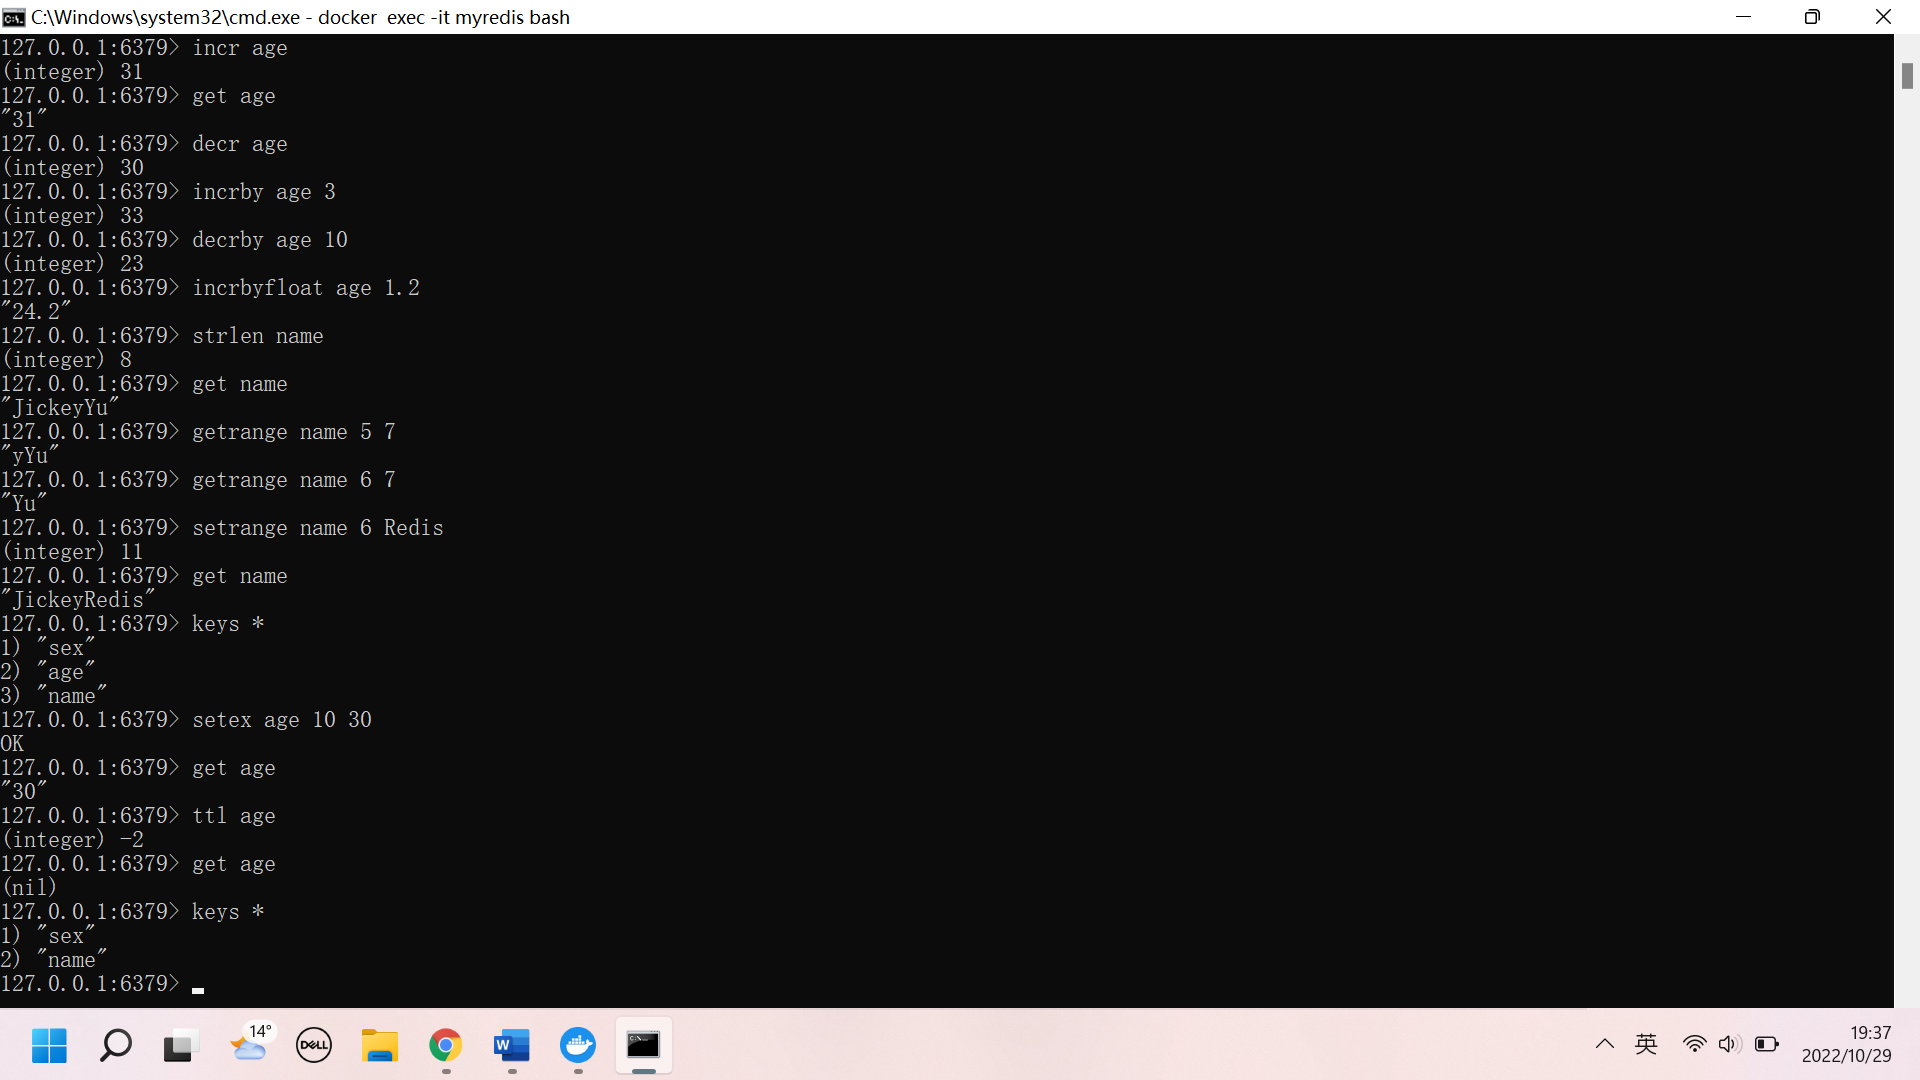 C:\Windows\system32\cmd.exe - docker  exec -it myredis bash
127.0.0.1:6379> incr age
(integer) 31
127.0.0.1:6379> get age
"31"
127.0.0.1:6379> decr age
(integer) 30
127.0.0.1:6379> incrby age 3
(integer) 33
127.0.0.1:6379> decrby age 10
(integer) 23
127.0.0.1:6379> incrbyfloat age 1.2
"24.2"
127.0.0.1:6379> strlen name
(integer) 8
127.0.0.1:6379> get name
"JickeyYu"
127.0.0.1:6379> getrange name 5 7
"yYu"
127.0.0.1:6379> getrange name 6 7
"Yu"
127.0.0.1:6379> setrange name 6 Redis
(integer) 11
127.0.0.1:6379> get name
"JickeyRedis"
127.0.0.1:6379> keys *
1) "sex"
2) "age"
3) "name"
127.0.0.1:6379> setex age 10 30
OK
127.0.0.1:6379> get age
"30"
127.0.0.1:6379> ttl age
(integer) -2
127.0.0.1:6379> get age
(nil)
127.0.0.1:6379> keys *
1) "sex"
2) "name"
127.0.0.1:6379>
14°
DELL
W
C:\_
英
19:37
2022/10/29